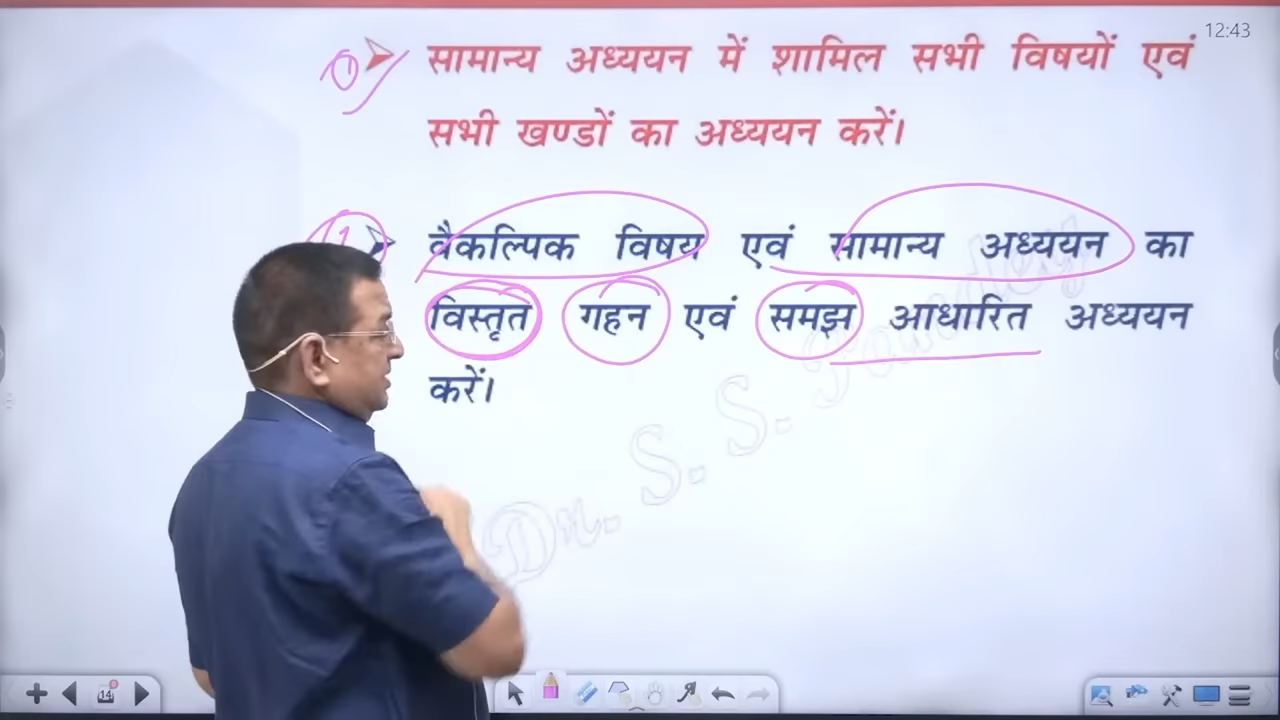 12:43
सामान्य अध्ययन में शामिल सभी विषयों एवं
सभी खण्डों का अध्ययन करें।
वैकल्पिक विषय एवं सामान्य अध्ययन का
विस्तृत गहन एवं समझ आधारित अध्ययन
करें।
Dr. S. S. Pandey
14